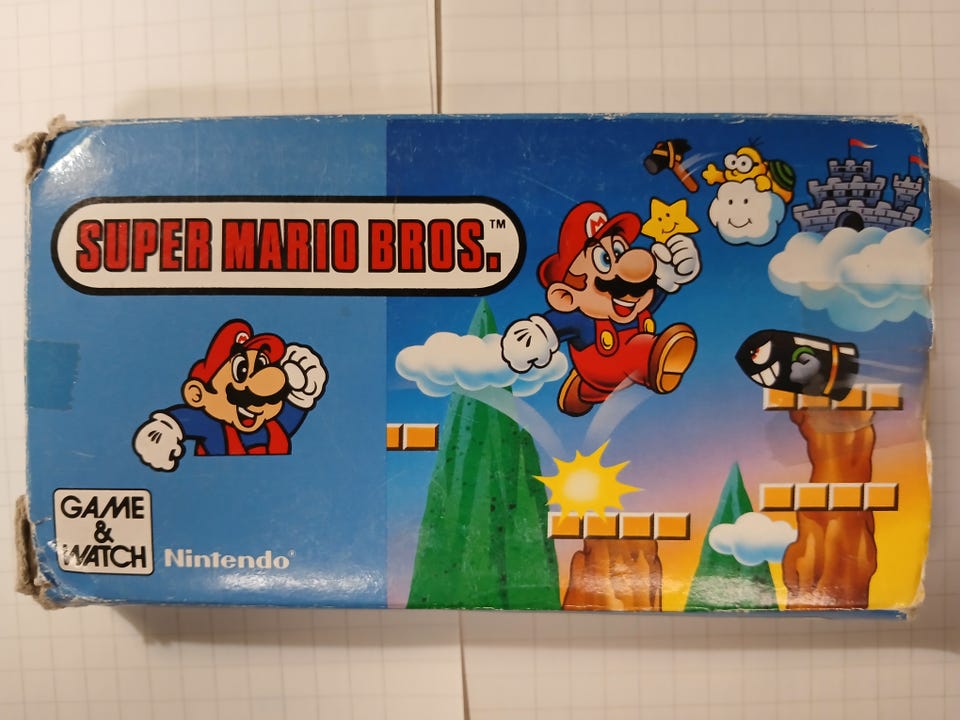 SUPER MARIO BROS.™
M
M
GAME
&
WATCH
Nintendo®